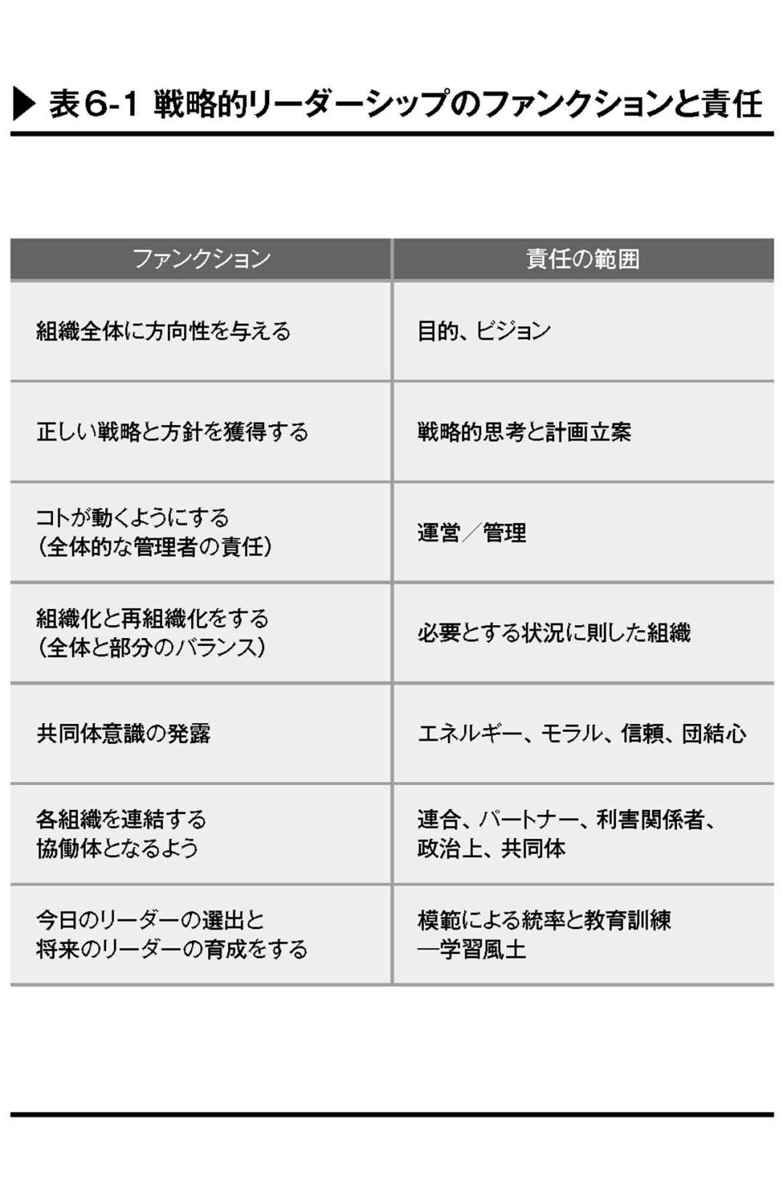 ▶ 表6-1 戦略的リーダーシップのファンクションと責任
ファンクション
責任の範囲
組織全体に方向性を与える
目的、ビジョン
正しい戦略と方針を獲得する
戦略的思考と計画立案
コトが動くようにする
（全体的な管理者の責任）
運営／管理
組織化と再組織化をする
（全体と部分のバランス）
必要とする状況に則した組織
共同体意識の発露
エネルギー、モラル、信頼、団結心
各組織を連結する
協働体となるよう
連合、パートナー、利害関係者、
政治上、共同体
今日のリーダーの選出と
将来のリーダーの育成をする
模範による統率と教育訓練
―学習風土